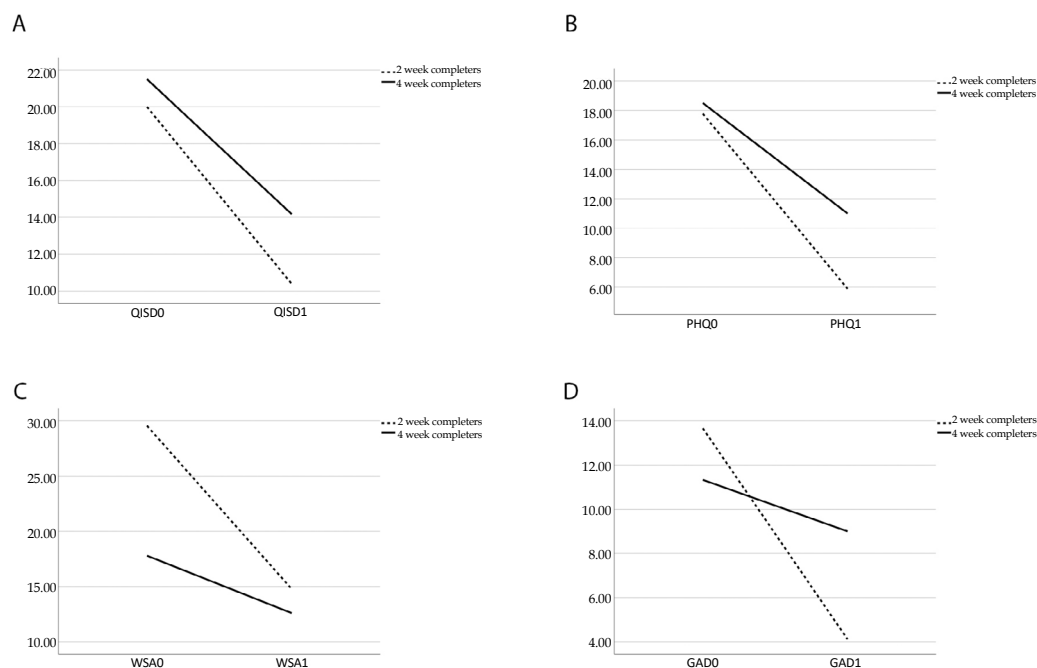 A
22.00
20.00
18.00
16.00
14.00
12.00
10.00
QISD0 QISD1
2 week completers
4 week completers
B
20.00
18.00
16.00
14.00
12.00
10.00
8.00
6.00
PHQ0 PHQ1
2 week completers
4 week completers
C
30.00
25.00
20.00
15.00
10.00
WSA0 WSA1
2 week completers
4 week completers
D
14.00
12.00
10.00
8.00
6.00
4.00
GAD0 GAD1
2 week completers
4 week completers